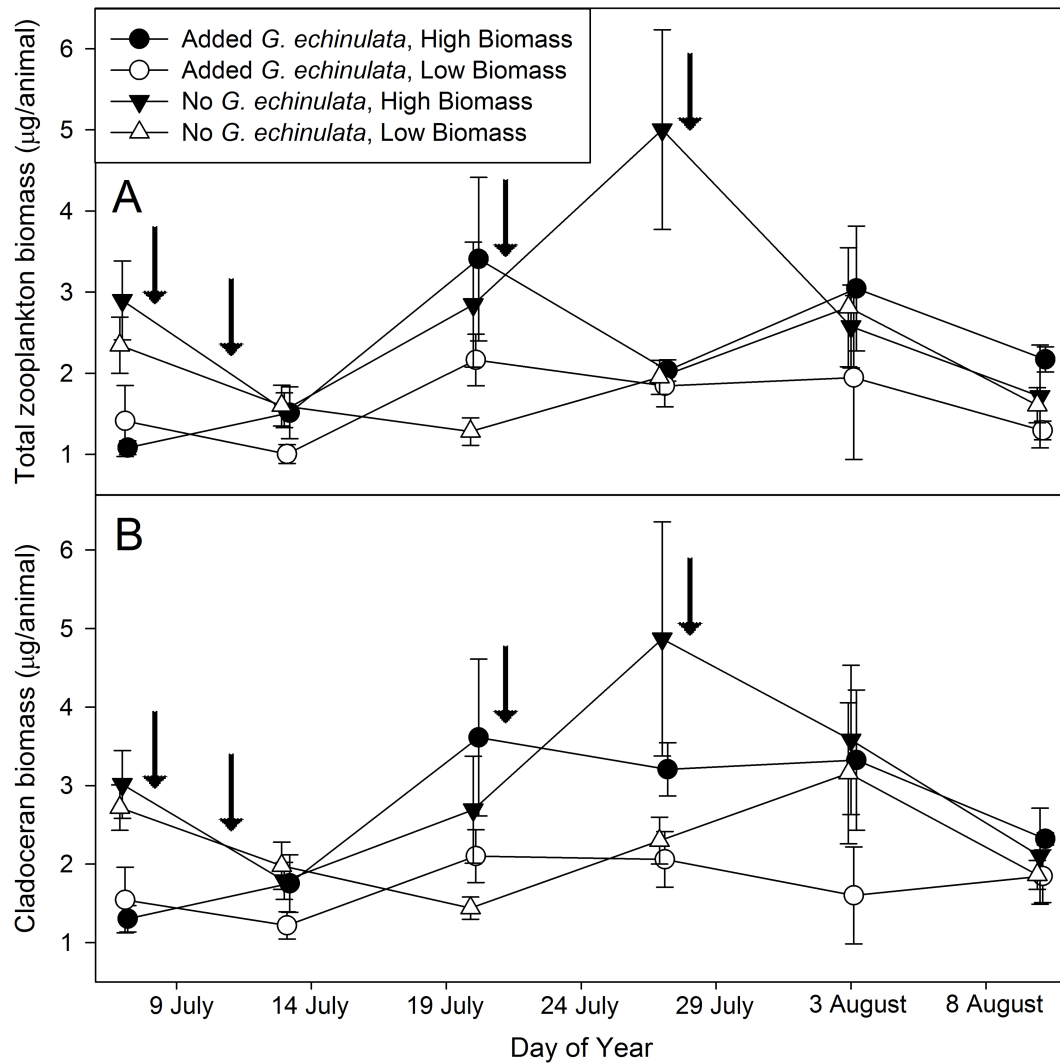 Added G. echinulata, High Biomass
Added G. echinulata, Low Biomass
No G. echinulata, High Biomass
No G. echinulata, Low Biomass
A
Total zooplankton biomass (μg/animal)
6
5
4
3
2
1
B
Cladoceran biomass (μg/animal)
6
5
4
3
2
1
9 July 14 July 19 July 24 July 29 July 3 August 8 August
Day of Year